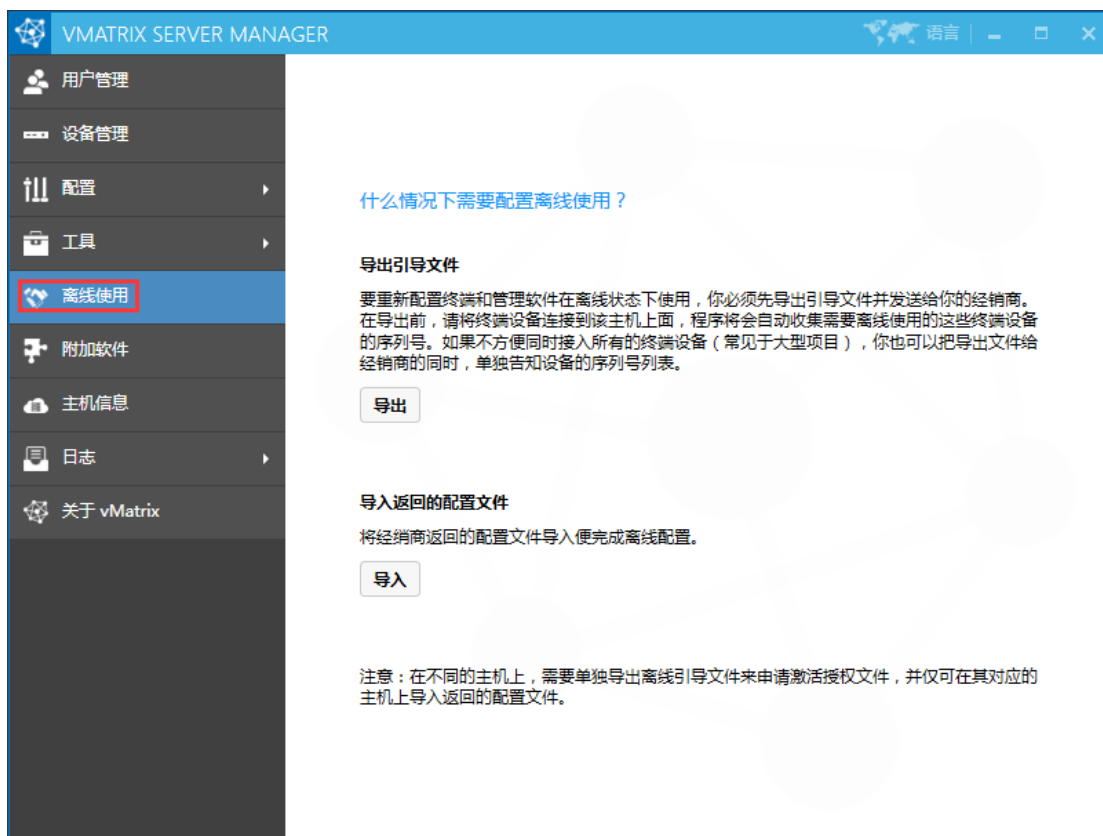 VMATRIX SERVER MANAGER
语言
用户管理
设备管理
配置
工具
离线使用
附加软件
主机信息
日志
关于 vMatrix
什么情况下需要配置离线使用？
导出引导文件
要重新配置终端和管理软件在离线状态下使用，你必须先导出引导文件并发送给你的经销商。
在导出前，请将终端设备连接到该主机上面，程序将会自动收集需要离线使用的这些终端设备
的序列号。如果不方便同时接入所有的终端设备（常见于大型项目），你也可以把导出文件给
经销商的同时，单独告知设备的序列号列表。
导出
导入返回的配置文件
将经绡商返回的配置文件导入便完成离线配置。
导入
注意：在不同的主机上，需要单独导出离线引导文件来申请激活授权文件，并仅可在其对应的
主机上导入返回的配置文件。